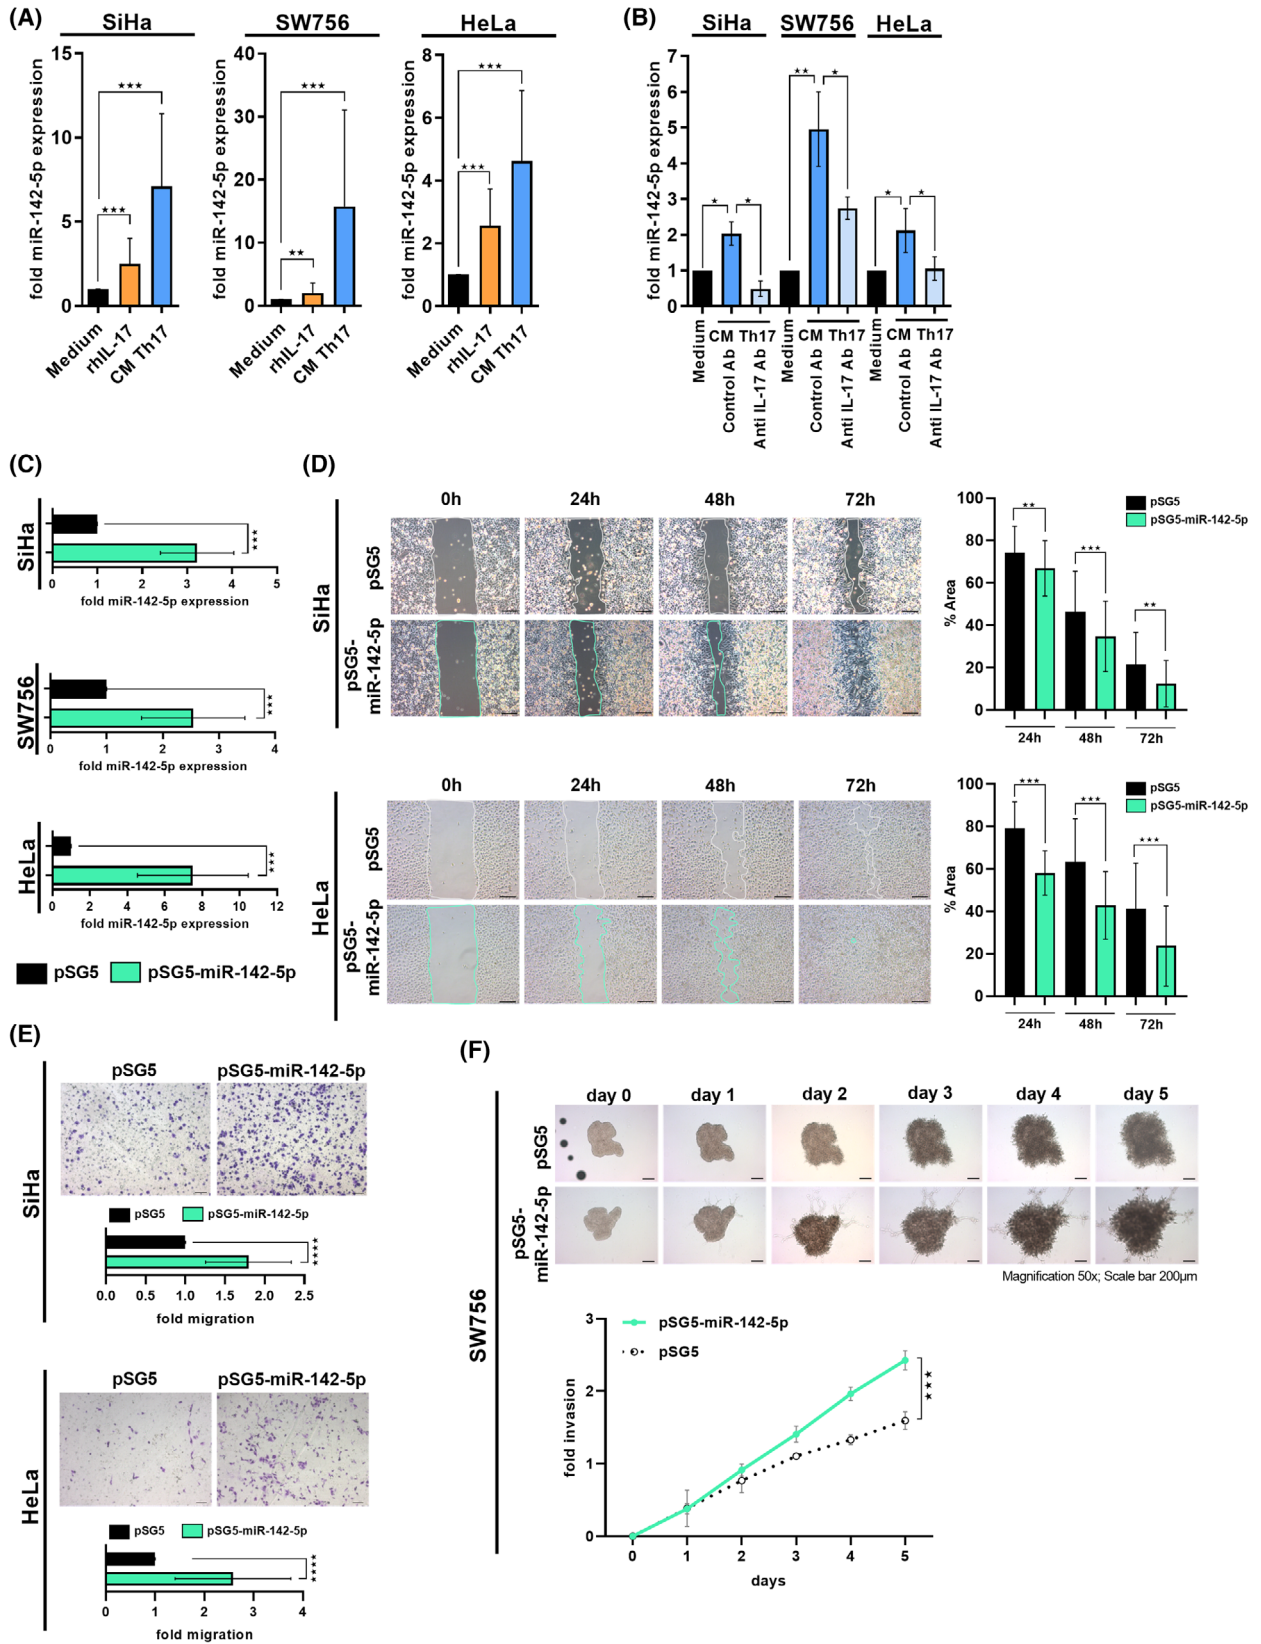 (A)
SiHa
SW756
HeLa
fold miR-142-5p expression
15
10
5
0
★★★
★★★
Medium
rhIL-17
CM Th17
fold miR-142-5p expression
40
30
20
10
0
★★★
★★
Medium
rhIL-17
CM Th17
fold miR-142-5p expression
8
6
4
2
0
★★★
★★★
Medium
rhIL-17
CM Th17
(B)
SiHa SW756 HeLa
fold miR-142-5p expression
7
6
5
4
3
2
1
0
★ ★
★★ ★
★ ★
CM Th17 CM Th17 CM Th17
Medium
Control Ab
Anti IL-17 Ab
Medium
Control Ab
Anti IL-17 Ab
Medium
Control Ab
Anti IL-17 Ab
(C)
SiHa
★★★
0 1 2 3 4 5
fold miR-142-5p expression
SW756
★★★
0 1 2 3 4
fold miR-142-5p expression
HeLa
★★★
0 2 4 6 8 10 12
fold miR-142-5p expression
pSG5 pSG5-miR-142-5p
(D)
SiHa
0h 24h 48h 72h
pSG5
pSG5-
miR-142-5p
% Area
100
80
60
40
20
0
★★
★★★
★★
pSG5
pSG5-miR-142-5p
24h 48h 72h
HeLa
0h 24h 48h 72h
pSG5
pSG5-
miR-142-5p
% Area
100
80
60
40
20
0
★★★
★★★
★★★
pSG5
pSG5-miR-142-5p
24h 48h 72h
(E)
SiHa
pSG5 pSG5-miR-142-5p
pSG5 pSG5-miR-142-5p
★★★★
0.0 0.5 1.0 1.5 2.0 2.5
fold migration
HeLa
pSG5 pSG5-miR-142-5p
pSG5 pSG5-miR-142-5p
★★★★
0 1 2 3 4
fold migration
(F)
SW756
day 0 day 1 day 2 day 3 day 4 day 5
pSG5
pSG5-
miR-142-5p
Magnification 50x; Scale bar 200µm
fold invasion
3
2
1
0
pSG5-miR-142-5p
pSG5
★★★
0 1 2 3 4 5
days